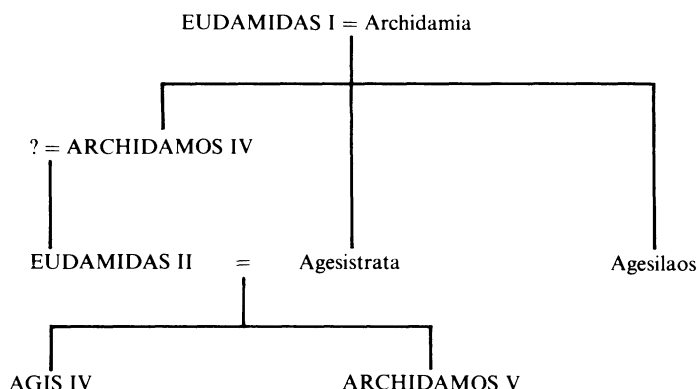 EUDAMIDAS I = Archidamia
? = ARCHIDAMOS IV
EUDAMIDAS II = Agesistrata Agesilaos
AGIS IV ARCHIDAMOS V